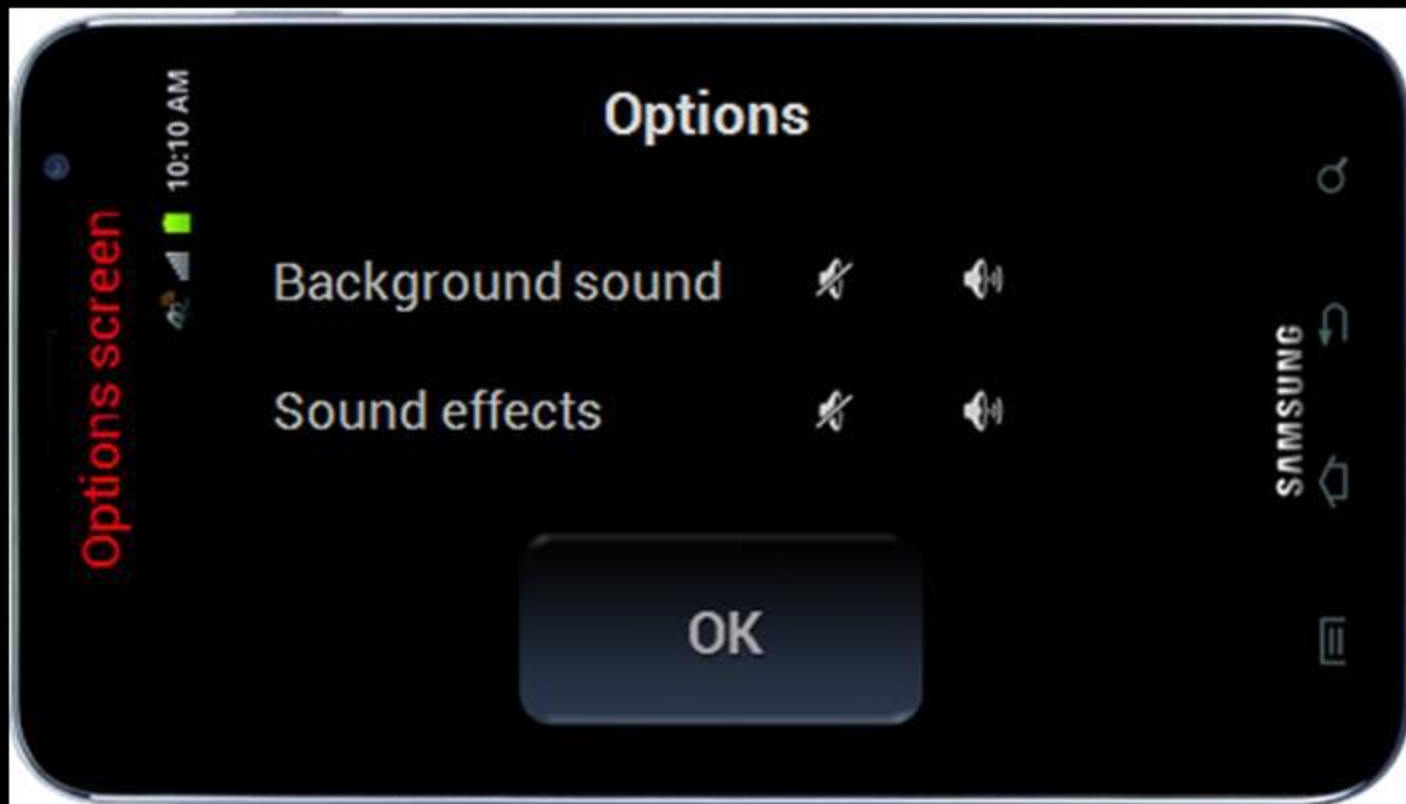 Options screen
10:10 AM
Options
Background sound
Sound effects
OK
SAMSUNG